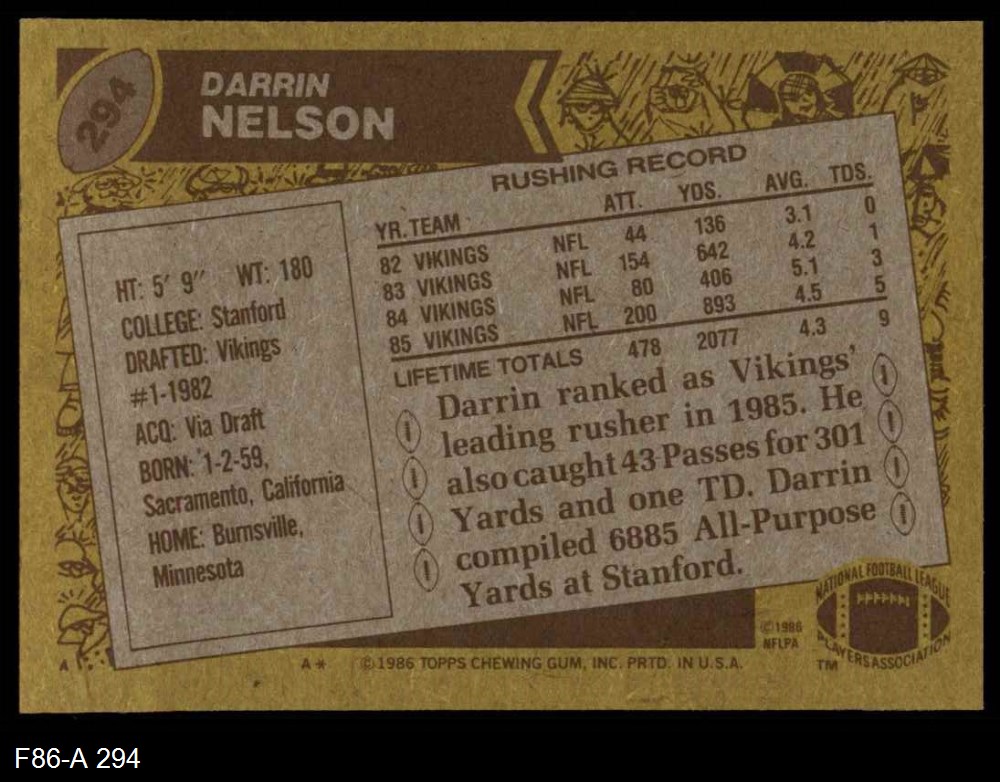 294
DARRIN
NELSON
RUSHING RECORD
YR. TEAM ATT. YDS. AVG. TDS.
82 VIKINGS NFL 44 136 3.1 0
83 VIKINGS NFL 154 642 4.2 1
84 VIKINGS NFL 80 406 5.1 3
85 VIKINGS NFL 200 893 4.5 5
LIFETIME TOTALS 478 2077 4.3 9
HT: 5' 9" WT: 180
COLLEGE: Stanford
DRAFTED: Vikings
#1-1982
ACQ: Via Draft
BORN: 1-2-59,
Sacramento, California
HOME: Burnsville,
Minnesota
Darrin ranked as Vikings'
leading rusher in 1985. He
also caught 43 Passes for 301
Yards and one TD. Darrin
compiled 6885 All-Purpose
Yards at Stanford.
NATIONAL FOOTBALL LEAGUE
PLAYERS ASSOCIATION
TM
©1986
NFLPA
A* ©1986 TOPPS CHEWING GUM, INC. PRTD. IN U.S.A.
F86-A 294